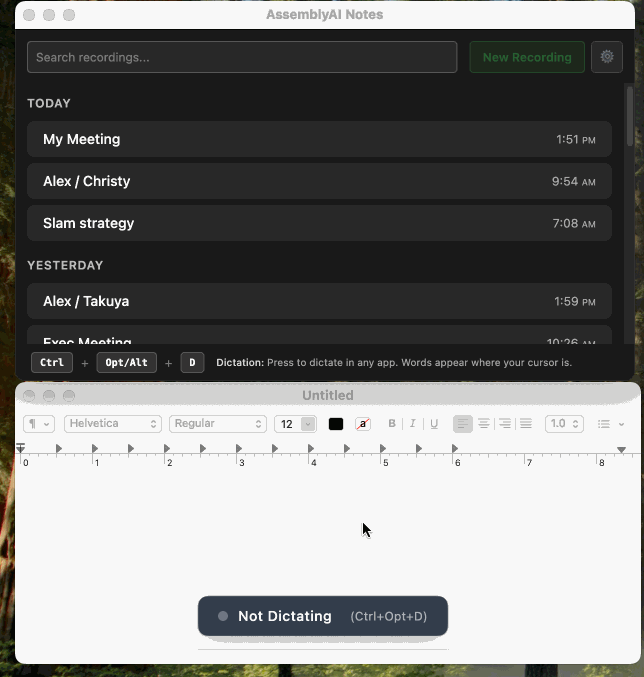 AssemblyAI Notes
Search recordings... New Recording
TODAY
My Meeting 1:51 PM
Alex / Christy 9:54 AM
Slam strategy 7:08 AM
YESTERDAY
Alex / Takuya 1:59 PM
Exec Meeting 10:26 AM
Ctrl + Opt/Alt + D Dictation: Press to dictate in any app. Words appear where your cursor is.
Untitled
¶ Helvetica Regular 12 a B I U 1.0
0 1 2 3 4 5 6 7 8
Not Dictating (Ctrl+Opt+D)